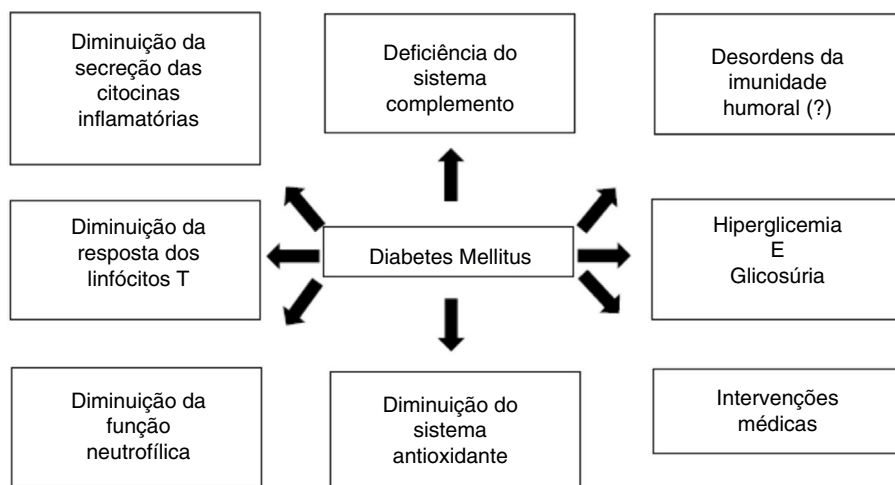 Diminuição da
secreção das
citocinas
inflamatórias
Deficiência do
sistema
complemento
Desordens da
imunidade
humoral (?)
Diminuição da
resposta dos
linfócitos T
Diabetes Mellitus
Hiperglicemia
E
Glicosúria
Diminuição da
função
neutrofílica
Diminuição do
sistema
antioxidante
Intervenções
médicas